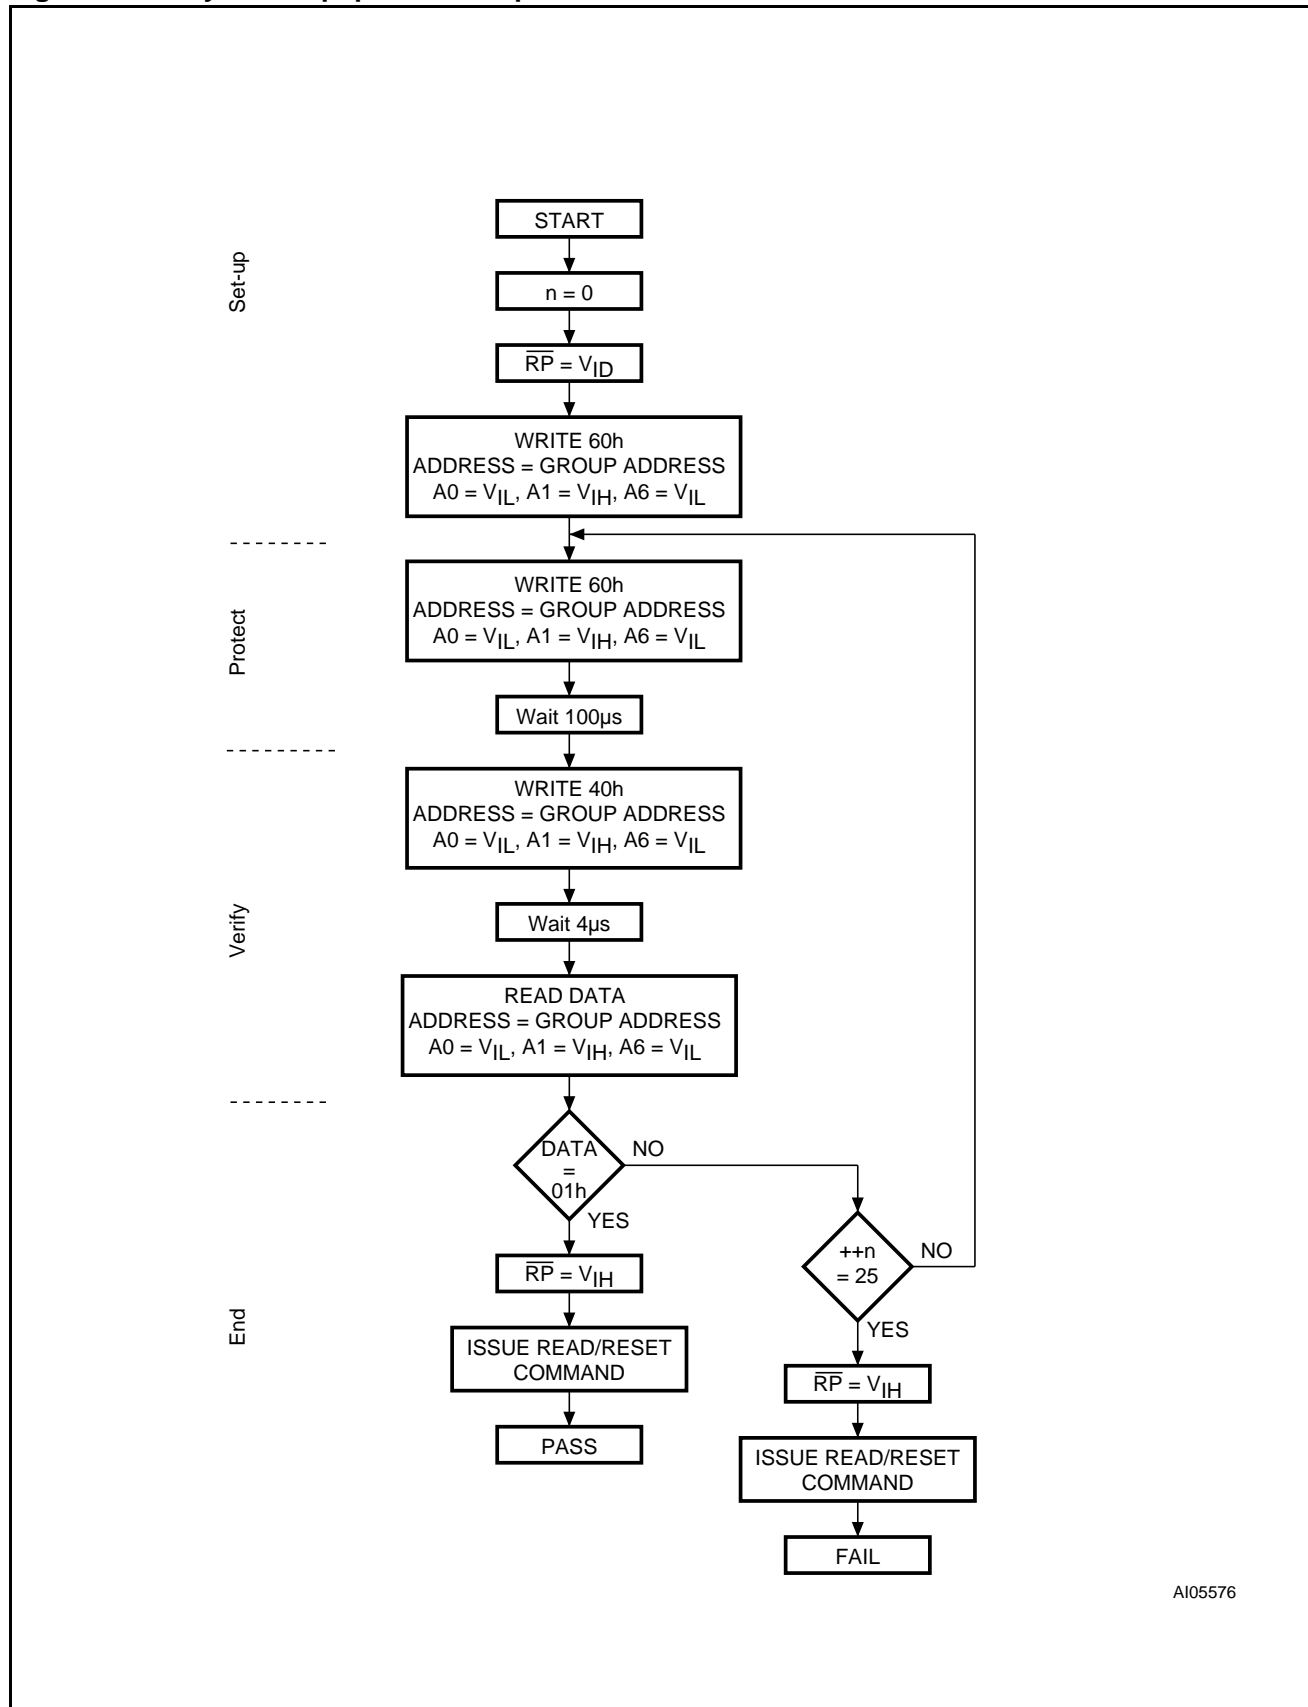 Set-up
START
n = 0
RP = VID
WRITE 60h
ADDRESS = GROUP ADDRESS
A0 = VIL, A1 = VIH, A6 = VIL
Protect
WRITE 60h
ADDRESS = GROUP ADDRESS
A0 = VIL, A1 = VIH, A6 = VIL
Wait 100µs
Verify
WRITE 40h
ADDRESS = GROUP ADDRESS
A0 = VIL, A1 = VIH, A6 = VIL
Wait 4µs
READ DATA
ADDRESS = GROUP ADDRESS
A0 = VIL, A1 = VIH, A6 = VIL
End
DATA
=
01h
NO
YES
RP = VIH
ISSUE READ/RESET
COMMAND
PASS
++n
= 25
NO
YES
RP = VIH
ISSUE READ/RESET
COMMAND
FAIL
AI05576